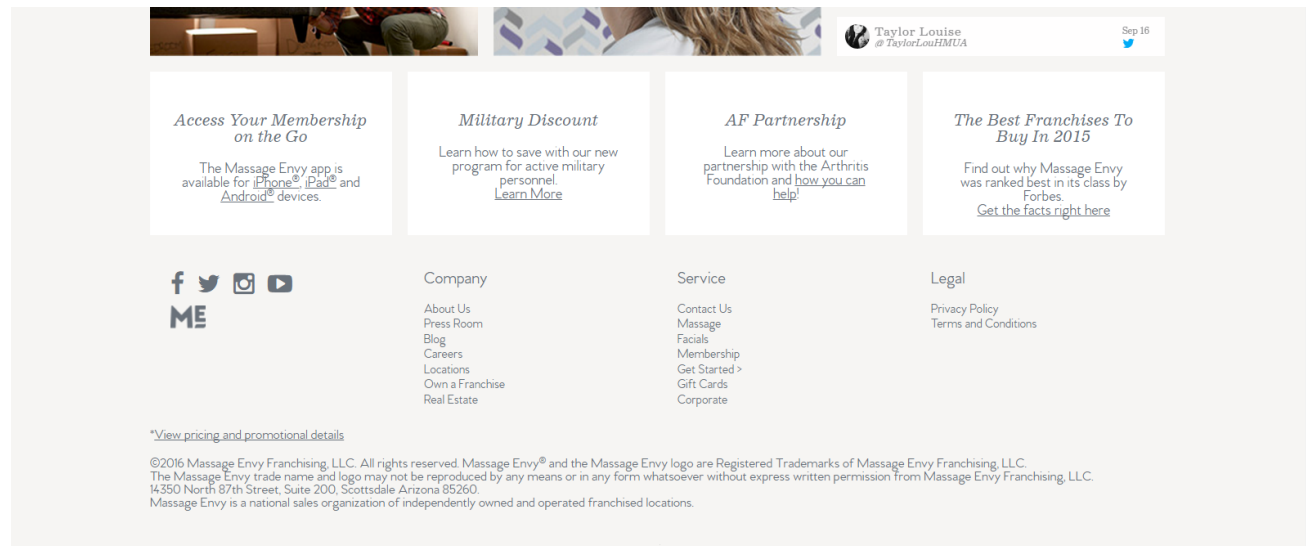 Taylor Louise
@TaylorLouHMUA
Sep 16
Access Your Membership
on the Go
The Massage Envy app is
available for iPhone®, iPad® and
Android® devices.
Military Discount
Learn how to save with our new
program for active military
personnel.
Learn More
AF Partnership
Learn more about our
partnership with the Arthritis
Foundation and how you can
help!
The Best Franchises To
Buy In 2015
Find out why Massage Envy
was ranked best in its class by
Forbes.
Get the facts right here
ME
Company
About Us
Press Room
Blog
Careers
Locations
Own a Franchise
Real Estate
Service
Contact Us
Massage
Facials
Membership
Get Started >
Gift Cards
Corporate
Legal
Privacy Policy
Terms and Conditions
*View pricing and promotional details
©2016 Massage Envy Franchising, LLC. All rights reserved. Massage Envy® and the Massage Envy logo are Registered Trademarks of Massage Envy Franchising, LLC.
The Massage Envy trade name and logo may not be reproduced by any means or in any form whatsoever without express written permission from Massage Envy Franchising, LLC.
14350 North 87th Street, Suite 200, Scottsdale Arizona 85260.
Massage Envy is a national sales organization of independently owned and operated franchised locations.